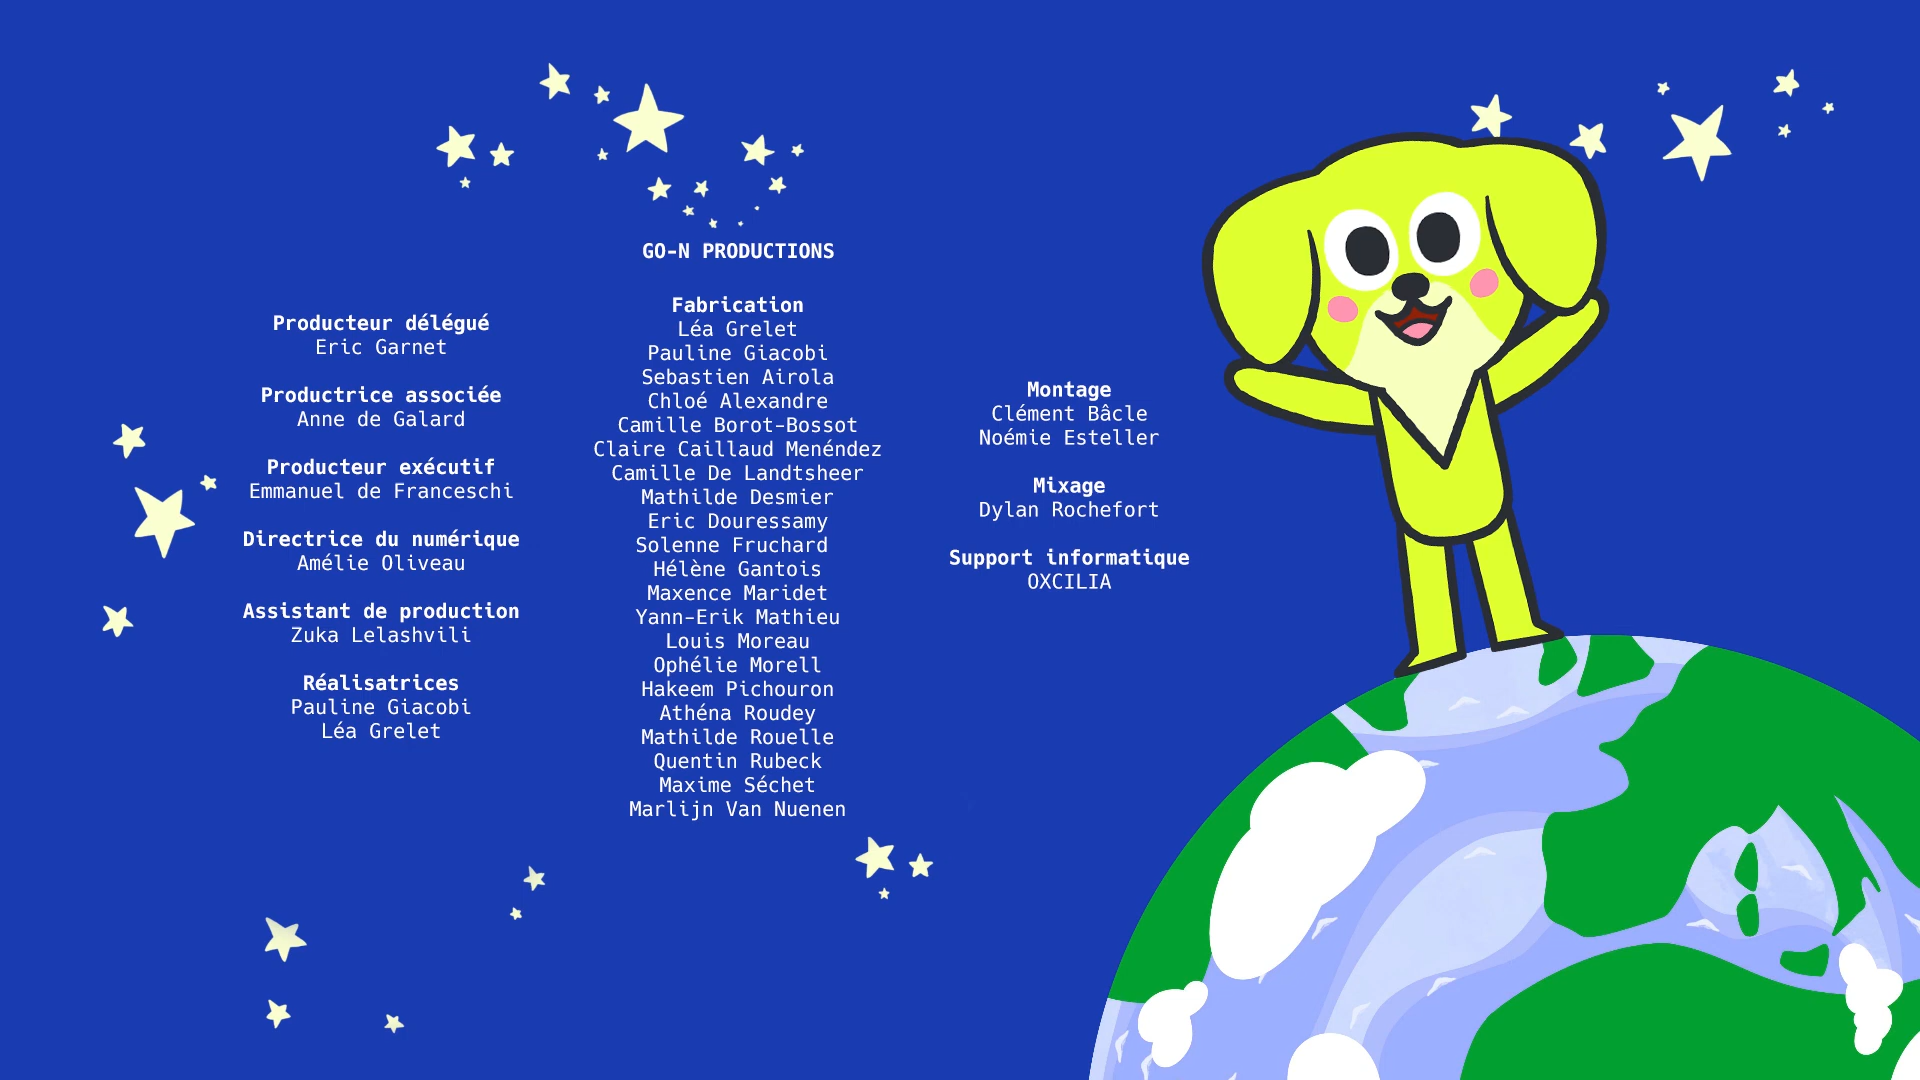 Producteur délégué
Eric Garnet
Productrice associée
Anne de Galard
Producteur exécutif
Emmanuel de Franceschi
Directrice du numérique
Amélie Oliveau
Assistant de production
Zuka Lelashvili
Réalisatrices
Pauline Giacobi
Léa Grelet
GO-N PRODUCTIONS
Fabrication
Léa Grelet
Pauline Giacobi
Sebastien Airola
Chloé Alexandre
Camille Borot-Bossot
Claire Caillaud Menéndez
Camille De Landtsheer
Mathilde Desmier
Eric Douressamy
Solenne Fruchard
Hélène Gantois
Maxence Maridet
Yann-Erik Mathieu
Louis Moreau
Ophélie Morell
Hakeem Pichouron
Athéna Roudey
Mathilde Rouelle
Quentin Rubeck
Maxime Séchet
Marlijn Van Nuenen
Montage
Clément Bâcle
Noémie Esteller
Mixage
Dylan Rochefort
Support informatique
OXCILIA